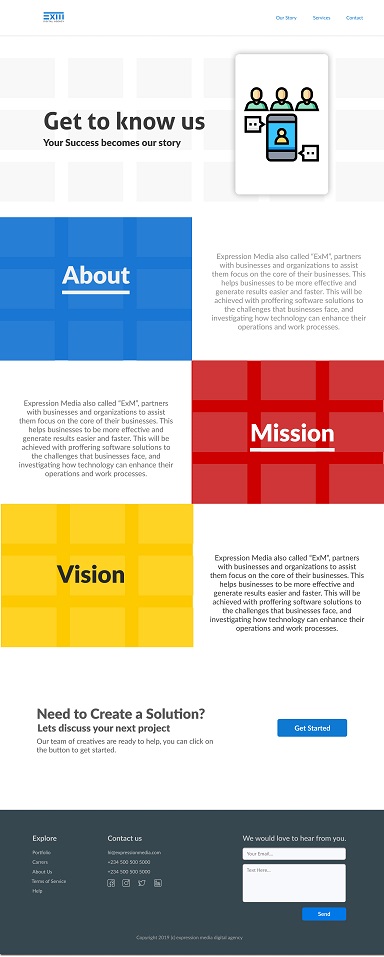 EXM
Our Story Services Contact
Get to know us
Your Success becomes our story
About
Expression Media also called "ExM", partners
with businesses and organizations to assist
them focus on the core of their businesses. This
helps businesses to be more effective and
generate results easier and faster. This will be
achieved with proffering software solutions to
the challenges that businesses face, and
investigating how technology can enhance their
operations and work processes.
Expression Media also called "ExM", partners
with businesses and organizations to assist
them focus on the core of their businesses. This
helps businesses to be more effective and
generate results easier and faster. This will be
achieved with proffering software solutions to
the challenges that businesses face, and
investigating how technology can enhance their
operations and work processes.
Mission
Vision
Expression Media also called "ExM", partners
with businesses and organizations to assist
them focus on the core of their businesses. This
helps businesses to be more effective and
generate results easier and faster. This will be
achieved with proffering software solutions to
the challenges that businesses face, and
investigating how technology can enhance their
operations and work processes.
Need to Create a Solution?
Lets discuss your next project
Our team of creatives are ready to help, you can click on
the button to get started.
Get Started
Explore
Portfolio
Carrers
About Us
Terms of Service
Help
Contact us
+234 500 500 5000
+234 500 500 5000
We would love to hear from you.
Your Email...
Text Here...
Send
Copyright 2019 (c) expression media digital agency